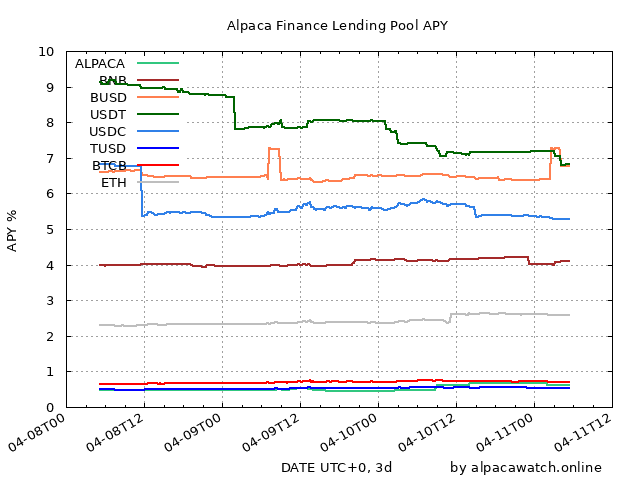 Alpaca Finance Lending Pool APY
10
9
8
7
6
5
4
3
2
1
0
APY %
ALPACA
BNB
BUSD
USDT
USDC
TUSD
BTCB
ETH
04-08T00
04-08T12
04-09T00
04-09T12
04-10T00
04-10T12
04-11T00
04-11T12
DATE UTC+0, 3d
by alpacawatch.online